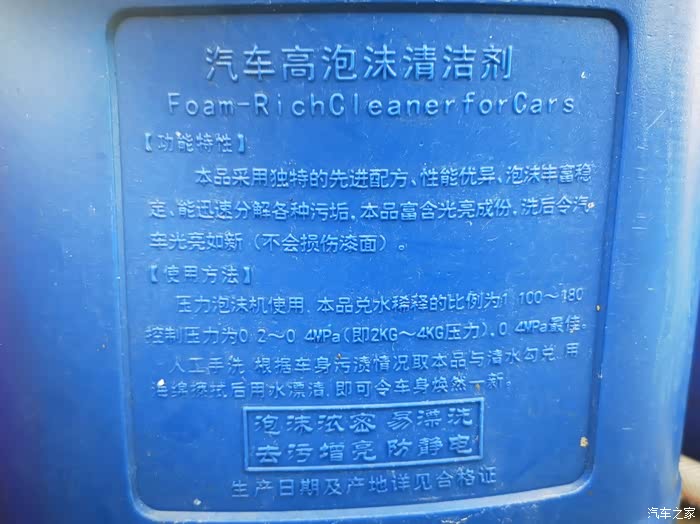 汽车高泡沫清洁剂
Foam-RichCleanerforCars
【功能特性】
本品采用独特的先进配方、性能优异、泡沫丰富稳
定、能迅速分解各种污垢,本品富含光亮成份,洗后令汽
车光亮如新(不会损伤漆面)。
【使用方法】
压力泡沫机使用,本品兑水稀释的比例为1:100～180
控制压力为0.2～0.4MPa(即2KG～4KG压力),0.4MPa最佳。
人工手洗,根据车身污渍情况取本品与清水勾兑,用
海绵擦拭后用水漂洁,即可令车身焕然一新。
泡沫浓密 易漂洗
去污增亮 防静电
生产日期及产地详见合格证
汽车之家